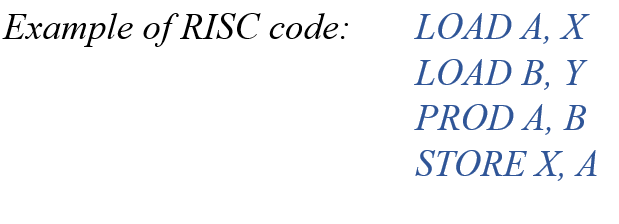 Example of RISC code: LOAD A, X
LOAD B, Y
PROD A, B
STORE X, A